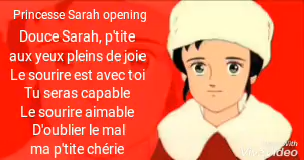 Princesse Sarah opening
Douce Sarah, p'tite
aux yeux pleins de joie
Le sourire est avec toi
Tu seras capable
Le sourire aimable
D'oublier le mal
ma p'tite chérie